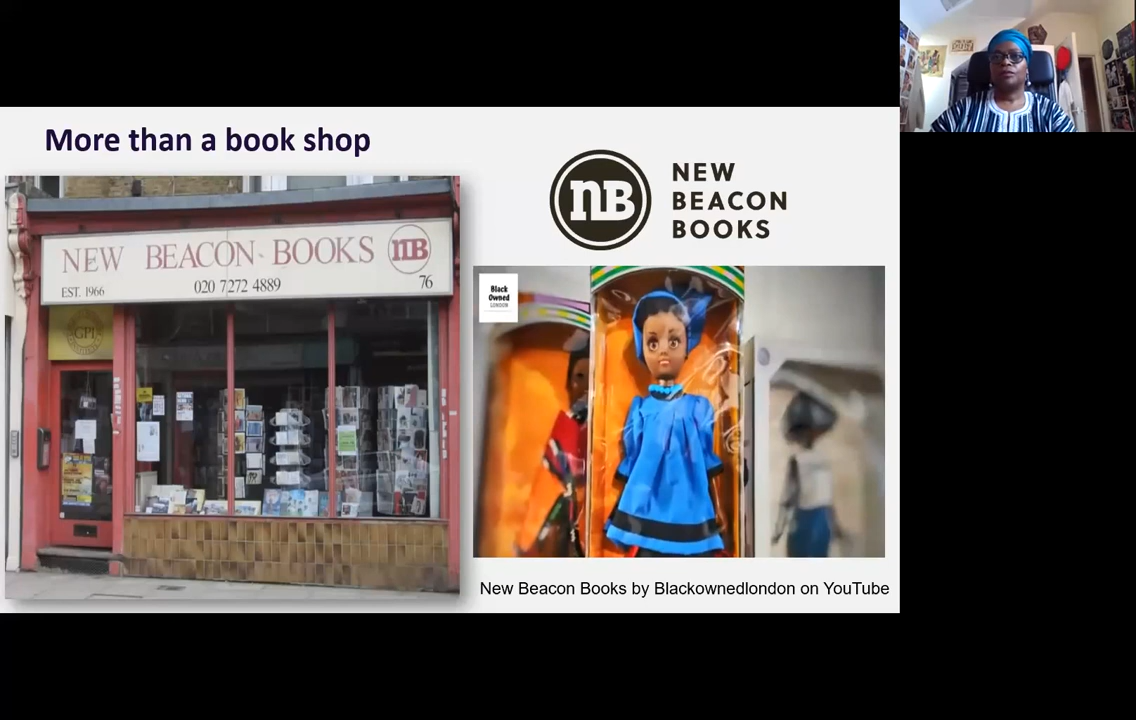 More than a book shop
NEW BEACON BOOKS nB
EST. 1966
020 7272 4889
76
GPI
nB
NEW
BEACON
BOOKS
Black
Owned
LONDON
New Beacon Books by Blackownedlondon on YouTube